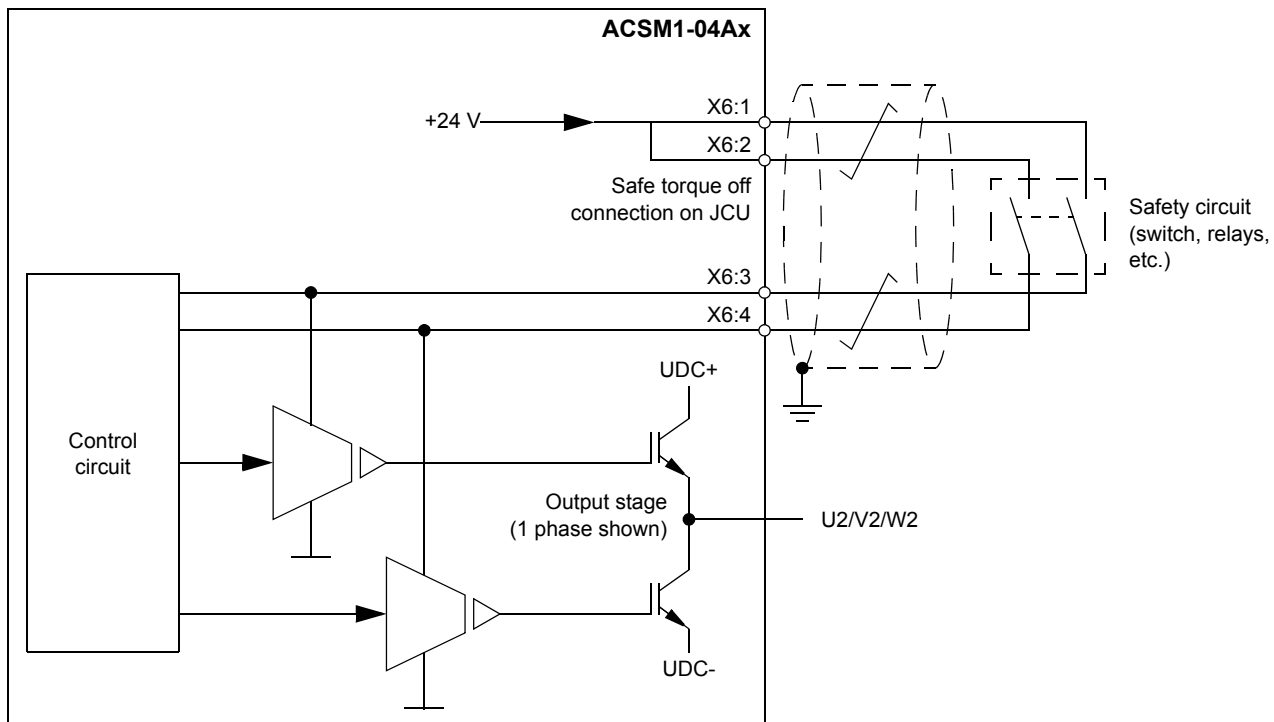 ACSM1-04Ax
X6:1
+24 V
X6:2
Safe torque off
connection on JCU
Safety circuit
(switch, relays,
etc.)
X6:3
X6:4
UDC+
Control
circuit
Output stage
(1 phase shown)
U2/V2/W2
UDC-